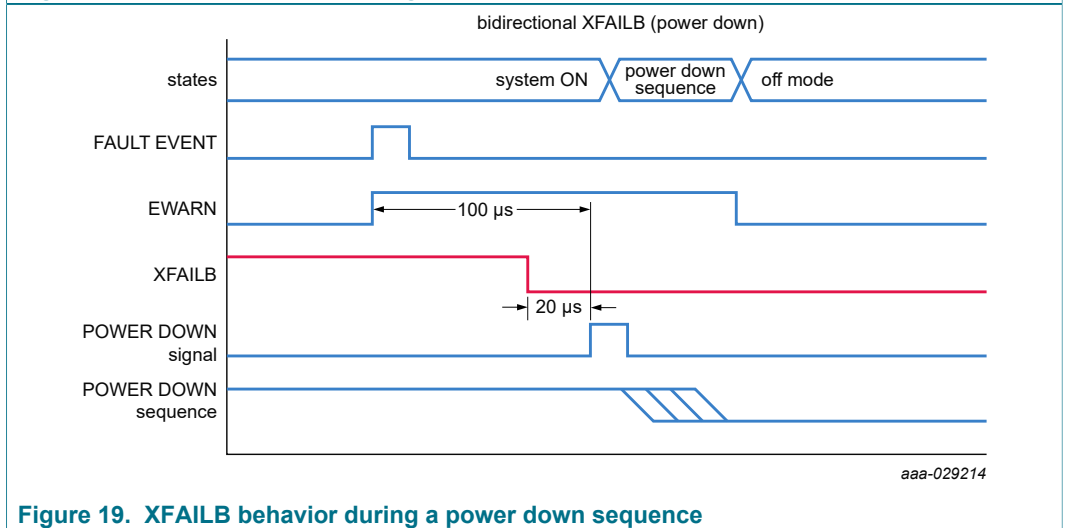 bidirectional XFAILB (power down)
states
system ON
power down
sequence
off mode
FAULT EVENT
EWARN
100 µs
XFAILB
20 µs
POWER DOWN
signal
POWER DOWN
sequence
aaa-029214
Figure 19. XFAILB behavior during a power down sequence